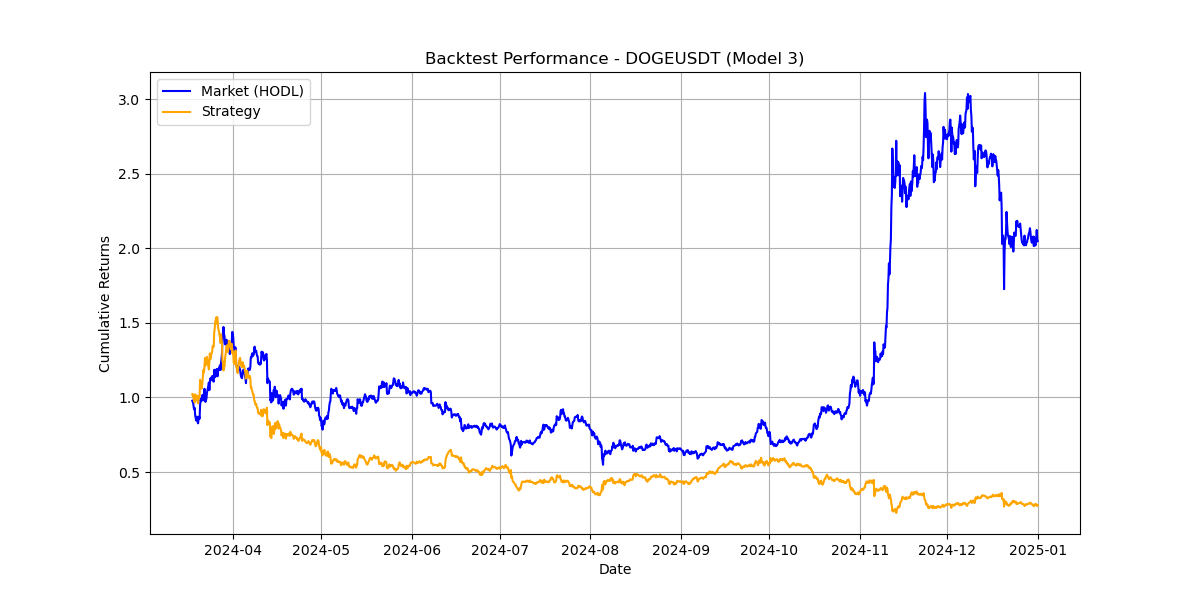 Backtest Performance - DOGEUSDT (Model 3)
Market (HODL)
Strategy
Cumulative Returns
3.0
2.5
2.0
1.5
1.0
0.5
2024-04 2024-05 2024-06 2024-07 2024-08 2024-09 2024-10 2024-11 2024-12 2025-01
Date